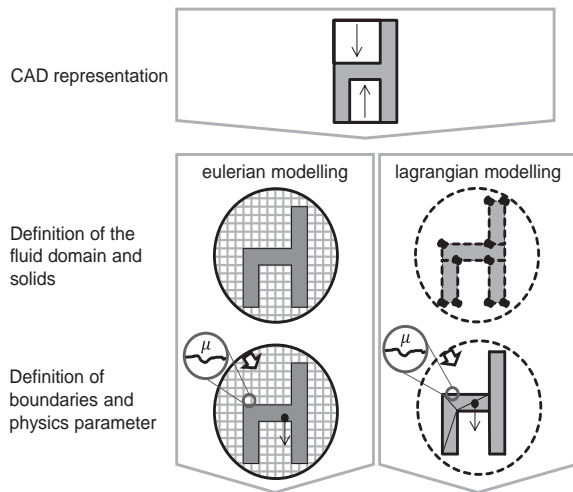 CAD representation
eulerian modelling
lagrangian modelling
Definition of the
fluid domain and
solids
μ
μ
Definition of
boundaries and
physics parameter